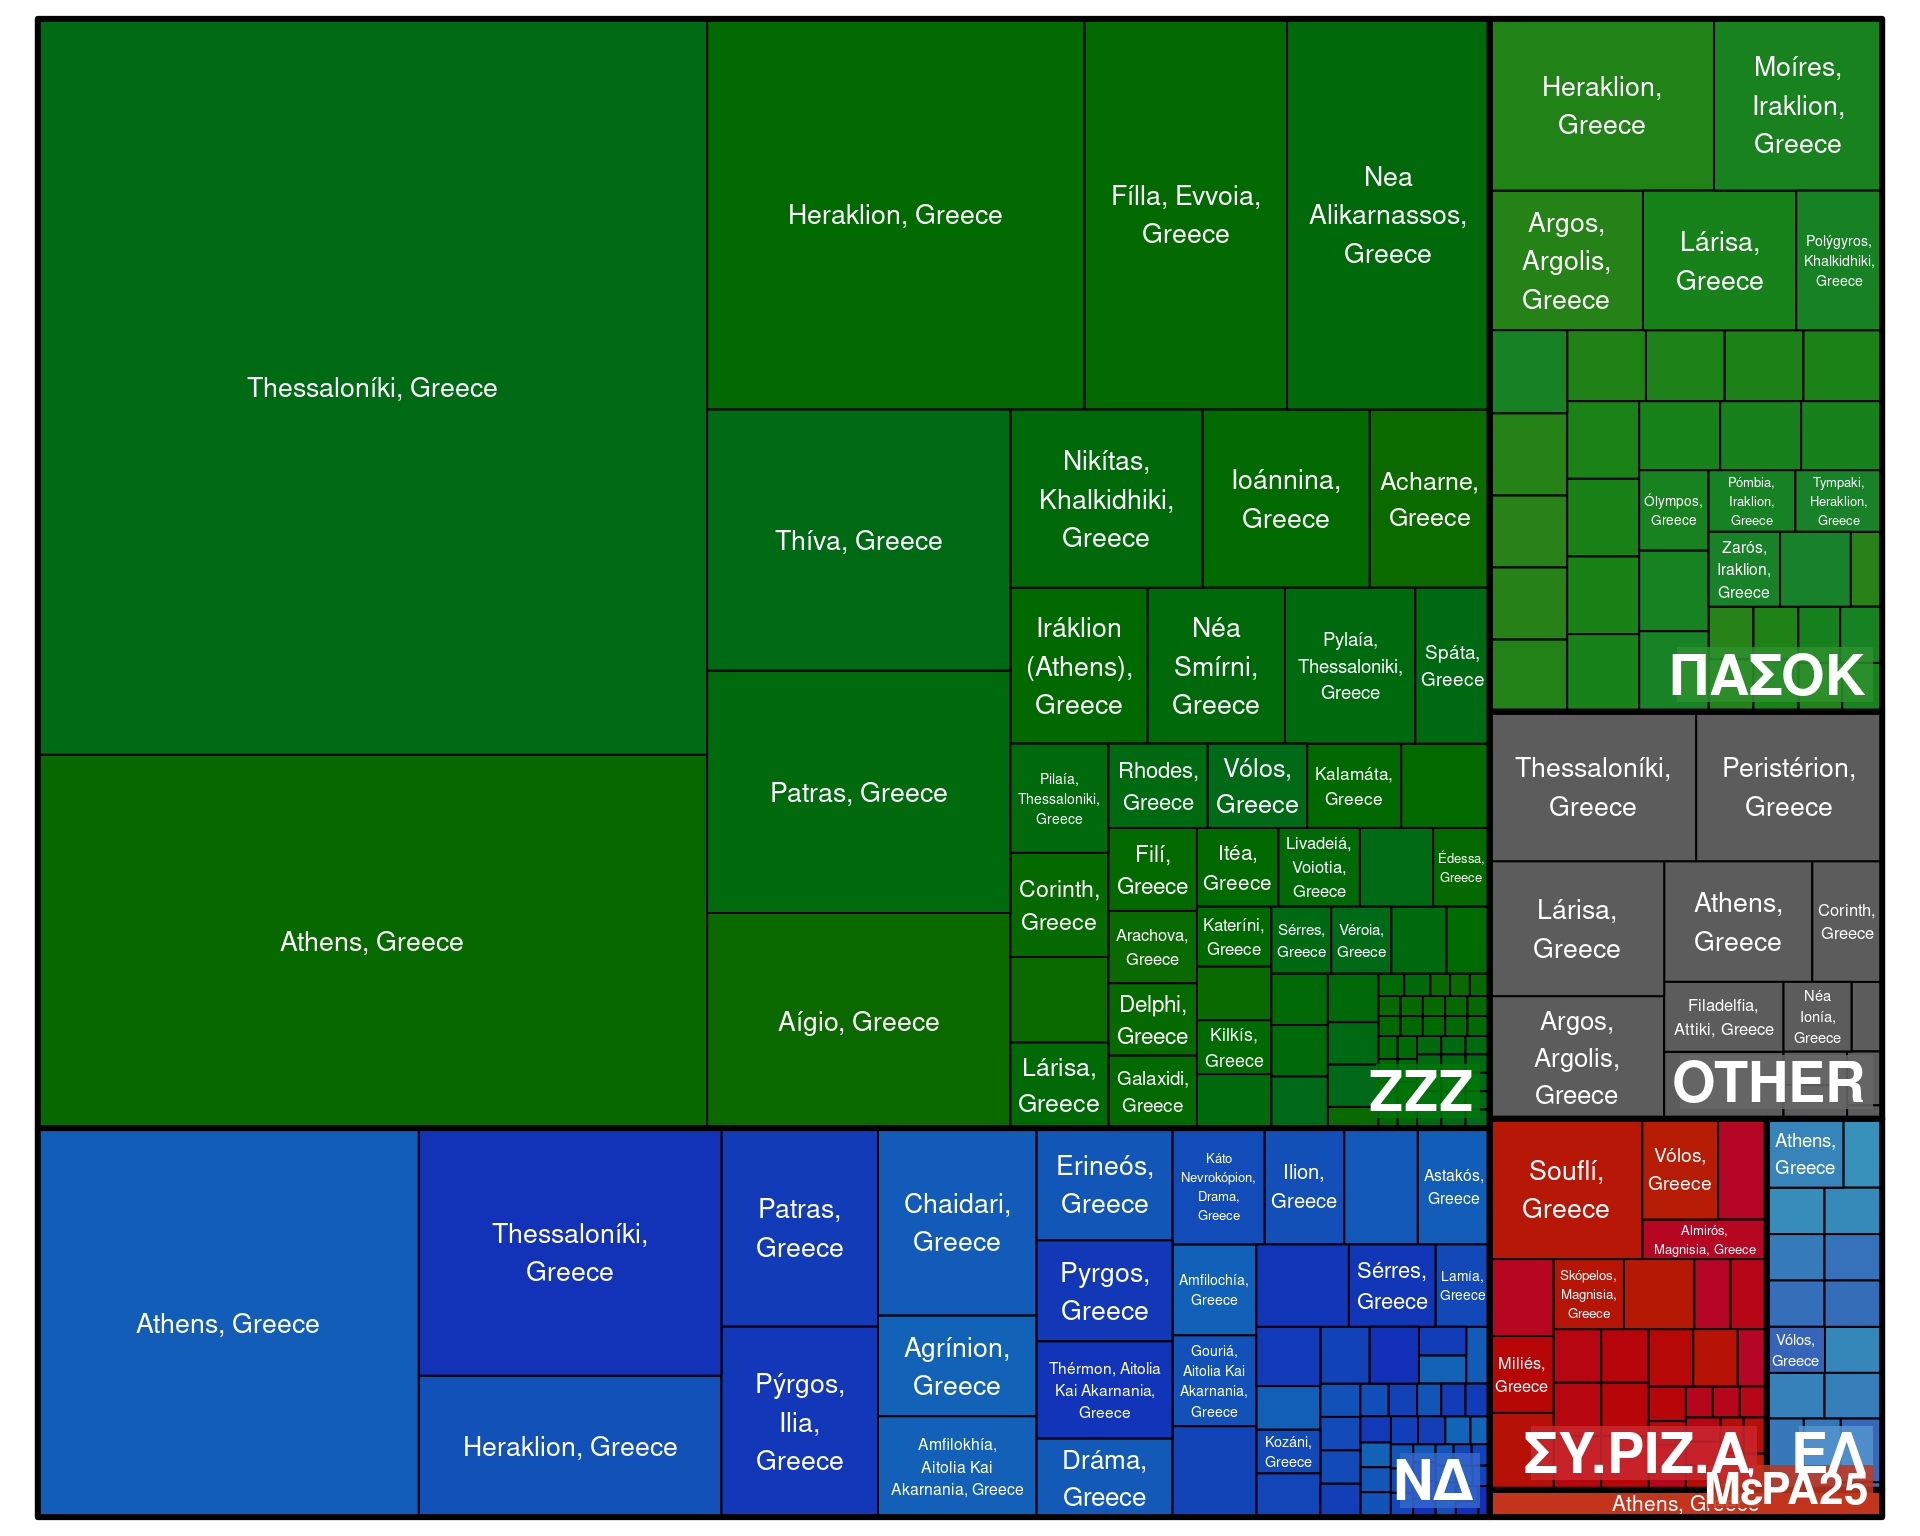 Thessaloníki, Greece
Athens, Greece
Heraklion, Greece
Fílla, Evvoia,
Greece
Nea
Alikarnassos,
Greece
Thíva, Greece
Patras, Greece
Aígio, Greece
Nikítas,
Khalkidhiki,
Greece
Ioánnina,
Greece
Acharne,
Greece
Iráklion
(Athens),
Greece
Néa
Smírni,
Greece
Pylaía,
Thessaloniki,
Greece
Spáta,
Greece
Pilaía,
Thessaloniki,
Greece
Rhodes,
Greece
Vólos,
Greece
Kalamáta,
Greece
Corinth,
Greece
Lárisa,
Greece
Filí,
Greece
Arachova,
Greece
Delphi,
Greece
Galaxidi,
Greece
Itéa,
Greece
Livadeiá,
Voiotia,
Greece
Édessa,
Greece
Kateríni,
Greece
Kilkís,
Greece
Sérres,
Greece
Véroia,
Greece
ZZZ
Athens, Greece
Thessaloníki,
Greece
Heraklion, Greece
Patras,
Greece
Pýrgos,
Ilia,
Greece
Chaidari,
Greece
Agrínion,
Greece
Amfilokhía,
Aitolia Kai
Akarnania, Greece
Erineós,
Greece
Pyrgos,
Greece
Thérmon, Aitolia
Kai Akarnania,
Greece
Dráma,
Greece
Káto
Nevrokópion,
Drama,
Greece
Ilion,
Greece
Astakós,
Greece
Amfilochía,
Greece
Gouriá,
Aitolia Kai
Akarnania,
Greece
Sérres,
Greece
Lamía,
Greece
Kozáni,
Greece
ΝΔ
Heraklion,
Greece
Moíres,
Iraklion,
Greece
Argos,
Argolis,
Greece
Lárisa,
Greece
Polýgyros,
Khalkidhiki,
Greece
Ólympos,
Greece
Pómbia,
Iraklion,
Greece
Tympaki,
Heraklion,
Greece
Zarós,
Iraklion,
Greece
ΠΑΣΟΚ
Thessaloníki,
Greece
Peristérion,
Greece
Lárisa,
Greece
Argos,
Argolis,
Greece
Athens,
Greece
Corinth,
Greece
Filadelfia,
Attiki, Greece
Néa
Ionía,
Greece
OTHER
Souflí,
Greece
Vólos,
Greece
Almirós,
Magnisia, Greece
Skópelos,
Magnisia,
Greece
Miliés,
Greece
ΣΥ.ΡΙΖ.Α.
Athens,
Greece
Vólos,
Greece
ΕΛ
Athens, Greece
ΜέΡΑ25